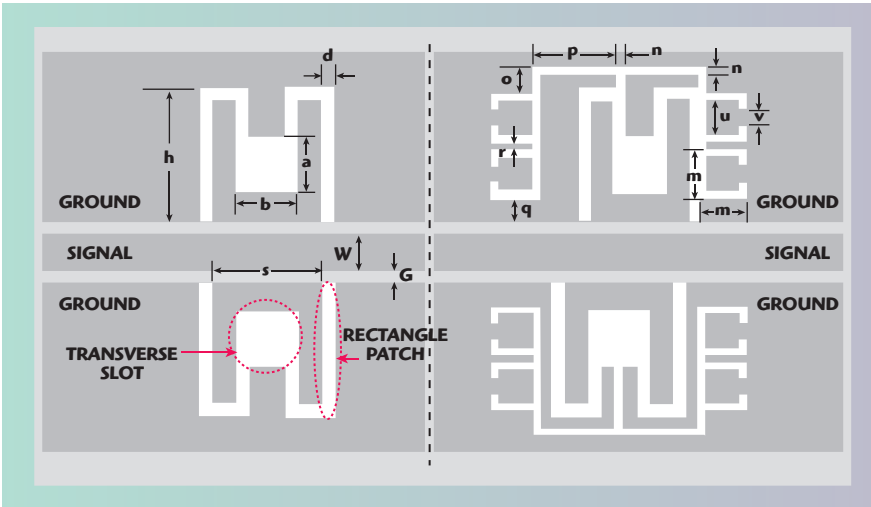 d
h
a
b
GROUND
SIGNAL
W
s
G
GROUND
TRANSVERSE
SLOT
RECTANGLE
PATCH
p
n
n
o
u
v
r
m
m
q
GROUND
SIGNAL
GROUND